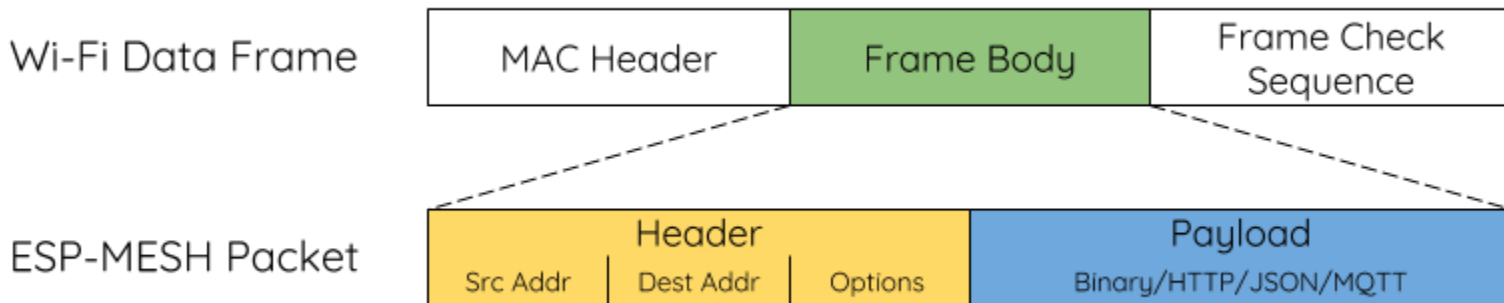 Wi-Fi Data Frame
MAC Header
Frame Body
Frame Check
Sequence
ESP-MESH Packet
Header
Src Addr
Dest Addr
Options
Payload
Binary/HTTP/JSON/MQTT